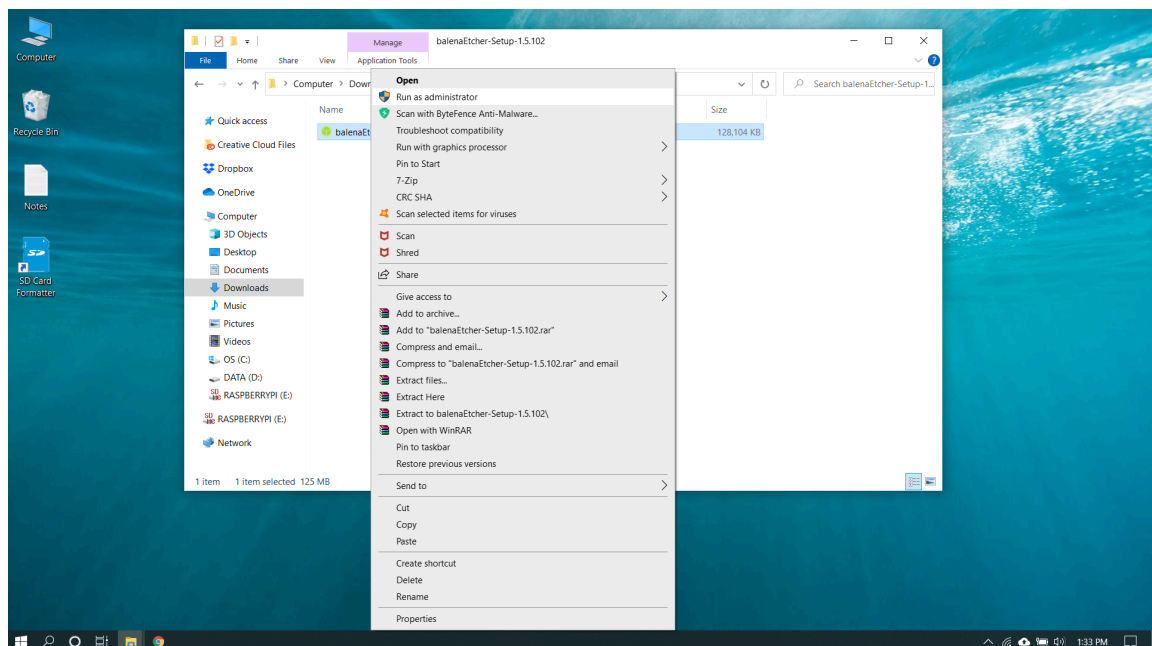 Computer
Recycle Bin
Notes
SD Card
Formatter
Manage
balenaEtcher-Setup-1.5.102
File Home Share View Application Tools
Computer
Search balenaEtcher-Setup-1...
Name
Size
128,104 KB
Quick access
Creative Cloud Files
Dropbox
OneDrive
Computer
3D Objects
Desktop
Documents
Downloads
Music
Pictures
Videos
OS (C:)
DATA (D:)
RASPBERRYPI (E:)
RASPBERRYPI (E:)
Network
1 item 1 item selected 125 MB
Open
Run as administrator
Scan with ByteFence Anti-Malware...
Troubleshoot compatibility
Run with graphics processor
Pin to Start
7-Zip
CRC SHA
Scan selected items for viruses
Scan
Shred
Share
Give access to
Add to archive...
Add to "balenaEtcher-Setup-1.5.102.rar"
Compress and email...
Compress to "balenaEtcher-Setup-1.5.102.rar" and email
Extract files...
Extract Here
Extract to balenaEtcher-Setup-1.5.102\
Open with WinRAR
Pin to taskbar
Restore previous versions
Send to
Cut
Copy
Paste
Create shortcut
Delete
Rename
Properties
1:33 PM